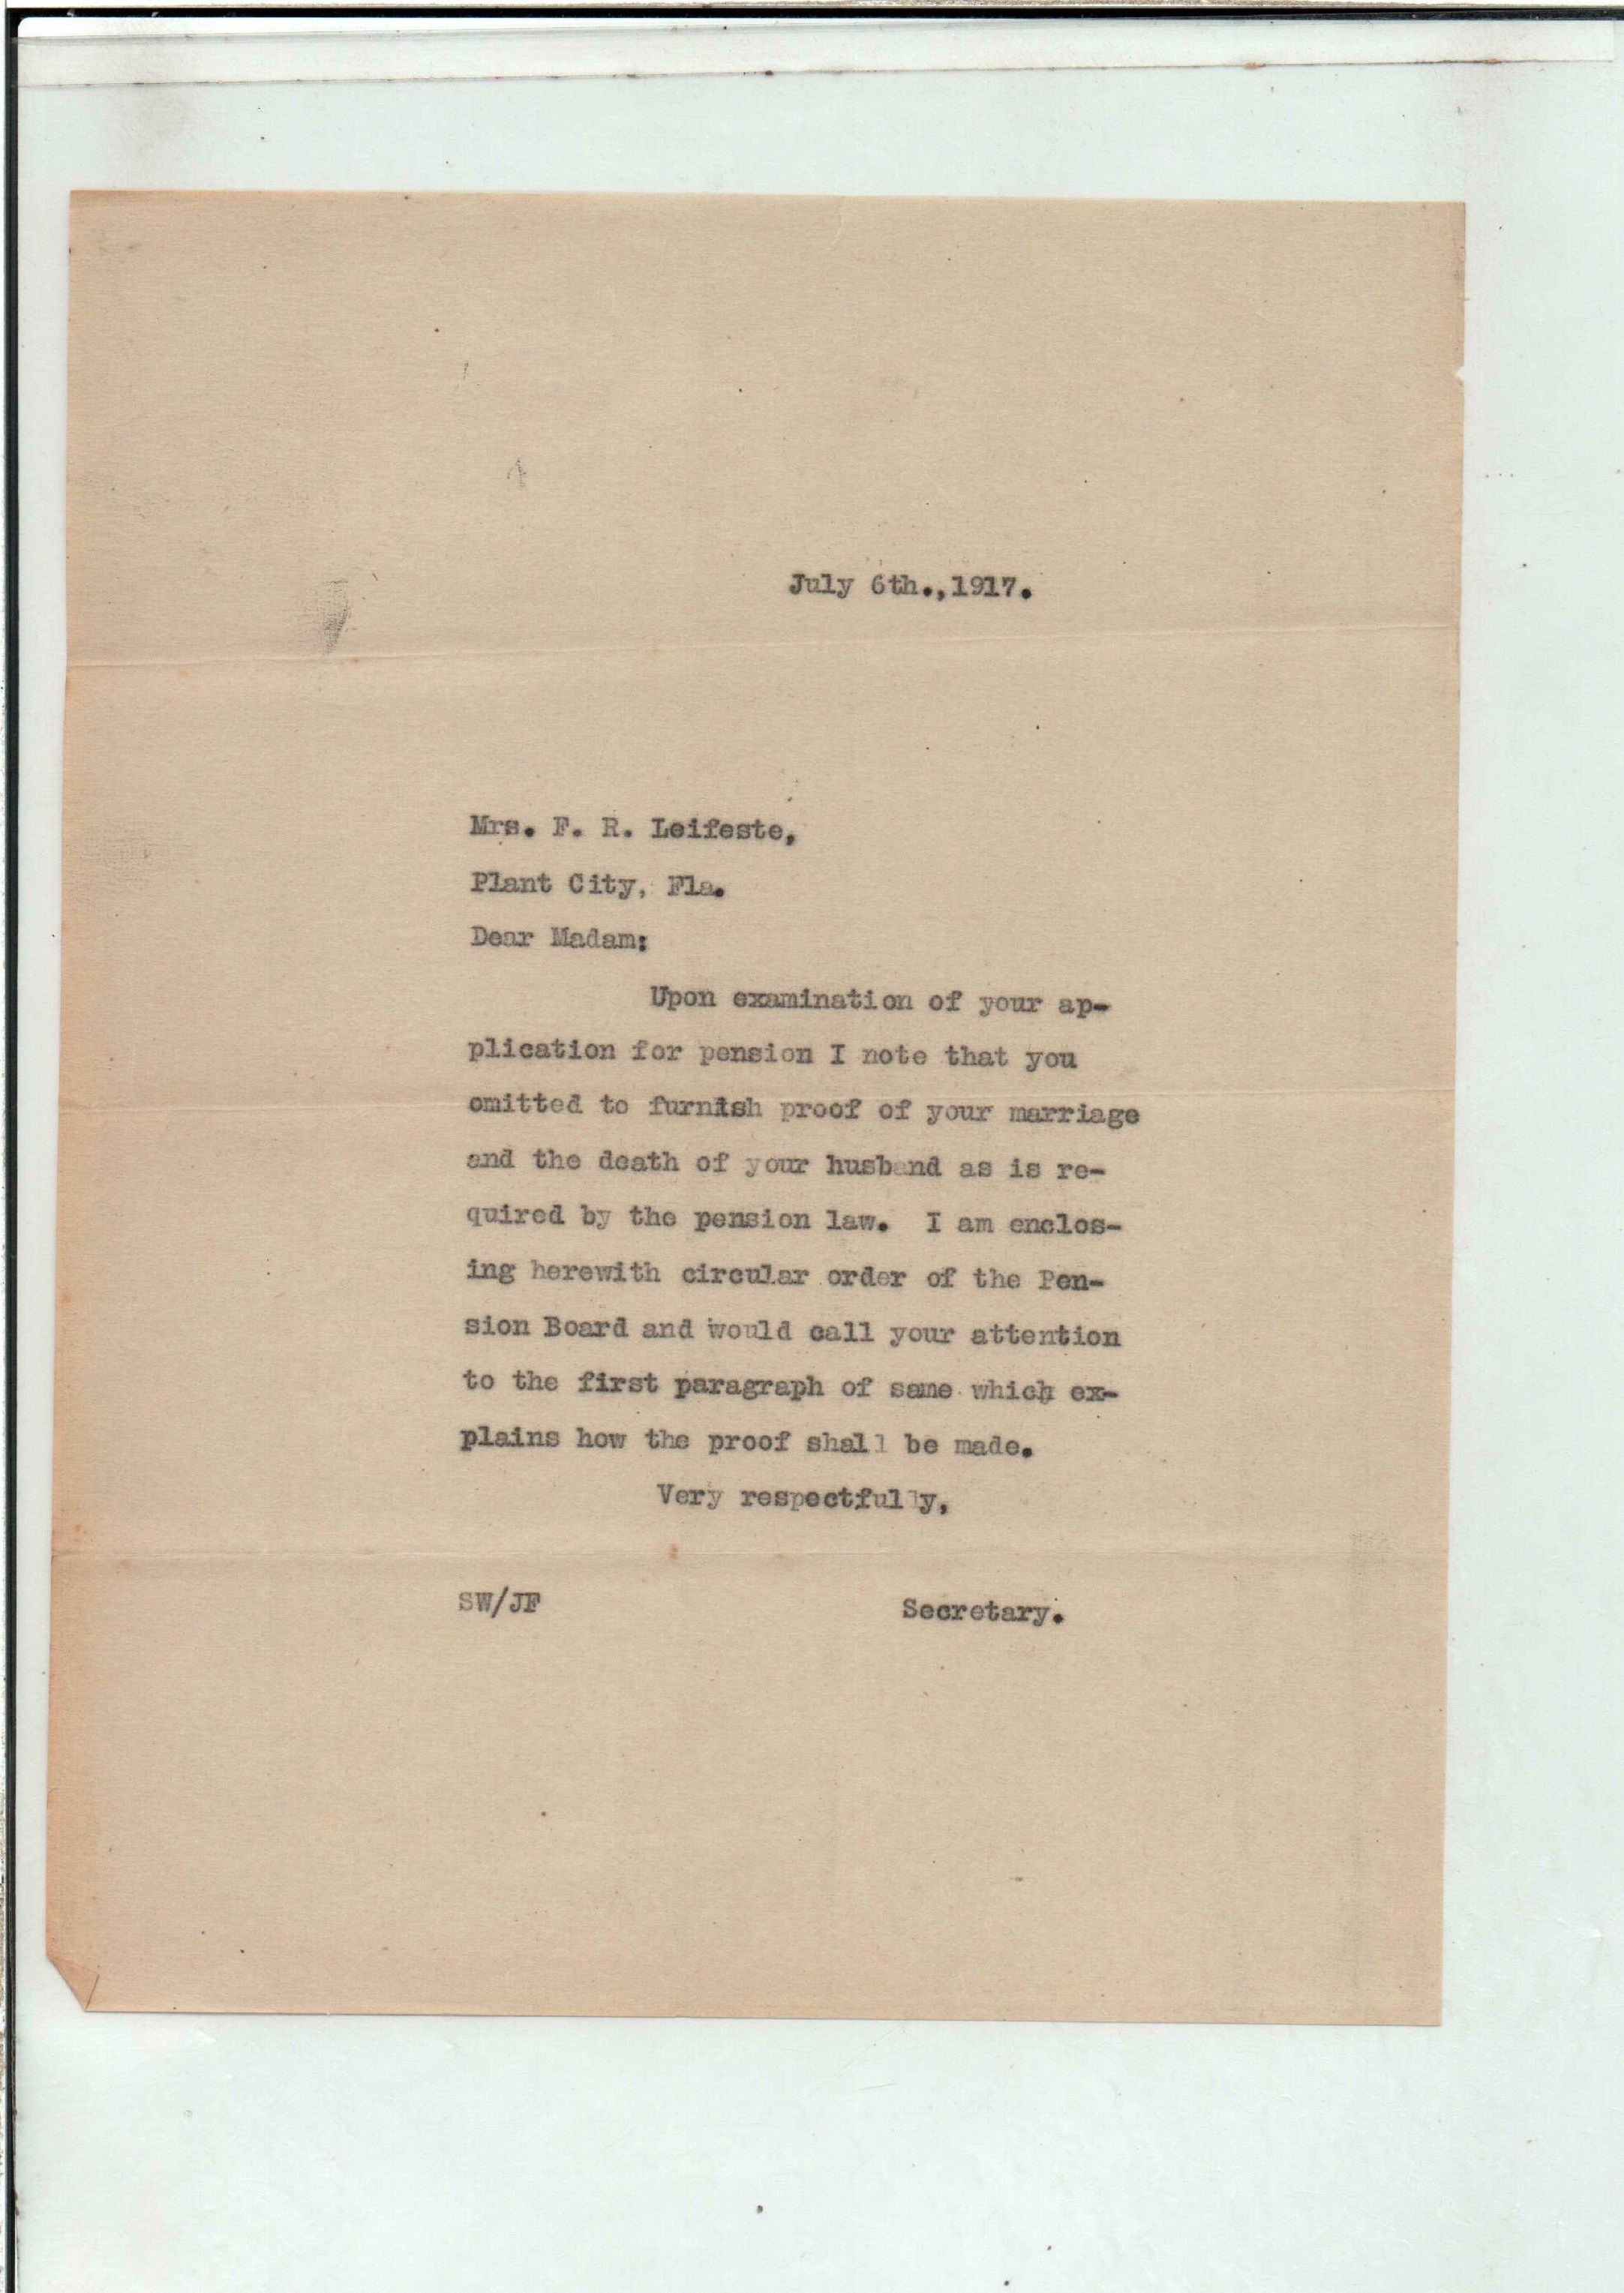 July 6th.,1917.
Mrs. F. R. Leifeste,
Plant City, Fla.
Dear Madam:
Upon examination of your ap-
plication for pension I note that you
omitted to furnish proof of your marriage
and the death of your husband as is re-
quired by the pension law. I am enclos-
ing herewith circular order of the Pen-
sion Board and would call your attention
to the first paragraph of same which ex-
plains how the proof shall be made.
Very respectfully,
SW/JF Secretary.